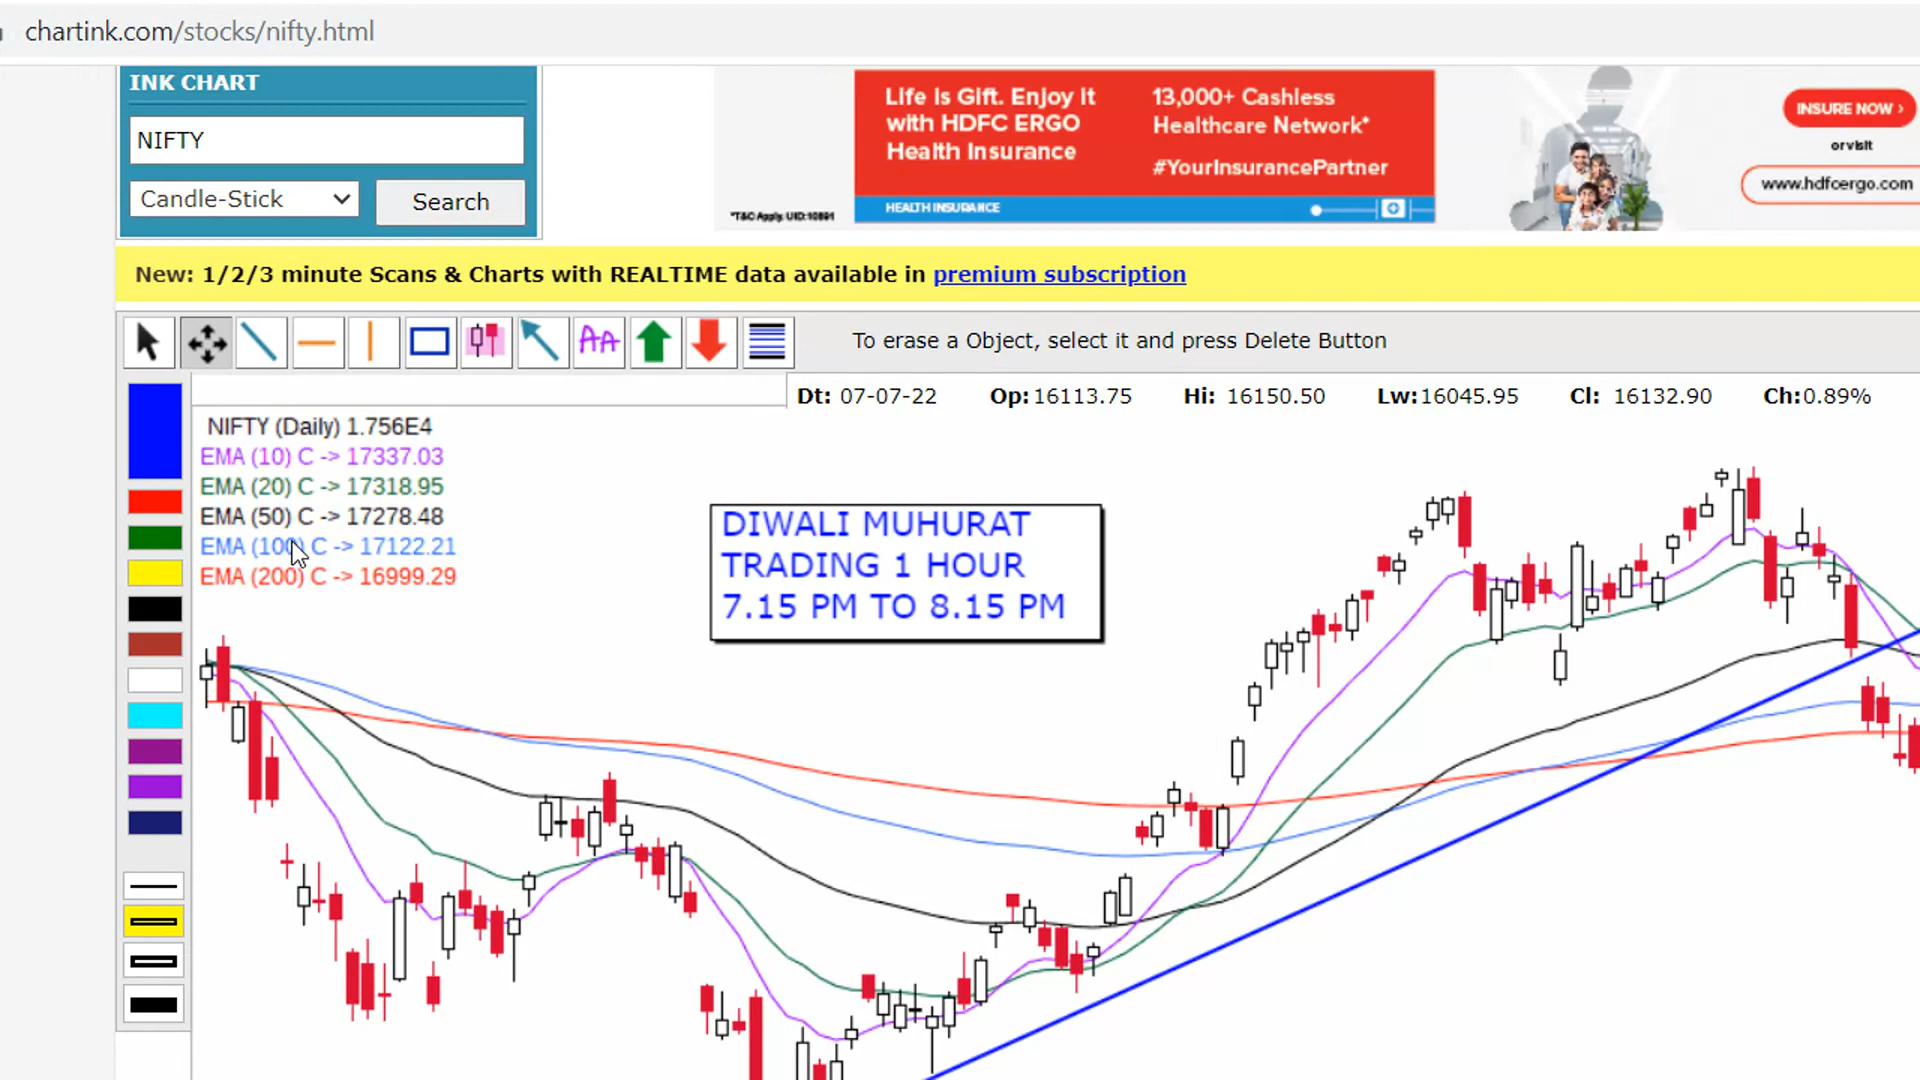 chartink.com/stocks/nifty.html
INK CHART
NIFTY
Candle-Stick
Search
Life is Gift. Enjoy it
with HDFC ERGO
Health Insurance
13,000+ Cashless
Healthcare Network*
#YourInsurancePartner
*T&C Apply. UID:10891
HEALTH INSURANCE
INSURE NOW ›
or visit
www.hdfcergo.com
New: 1/2/3 minute Scans & Charts with REALTIME data available in premium subscription
AA
To erase a Object, select it and press Delete Button
Dt: 07-07-22 Op:16113.75 Hi: 16150.50 Lw:16045.95 Cl: 16132.90 Ch:0.89%
NIFTY (Daily) 1.756E4
EMA (10) C -> 17337.03
EMA (20) C -> 17318.95
EMA (50) C -> 17278.48
EMA (100) C -> 17122.21
EMA (200) C -> 16999.29
DIWALI MUHURAT
TRADING 1 HOUR
7.15 PM TO 8.15 PM